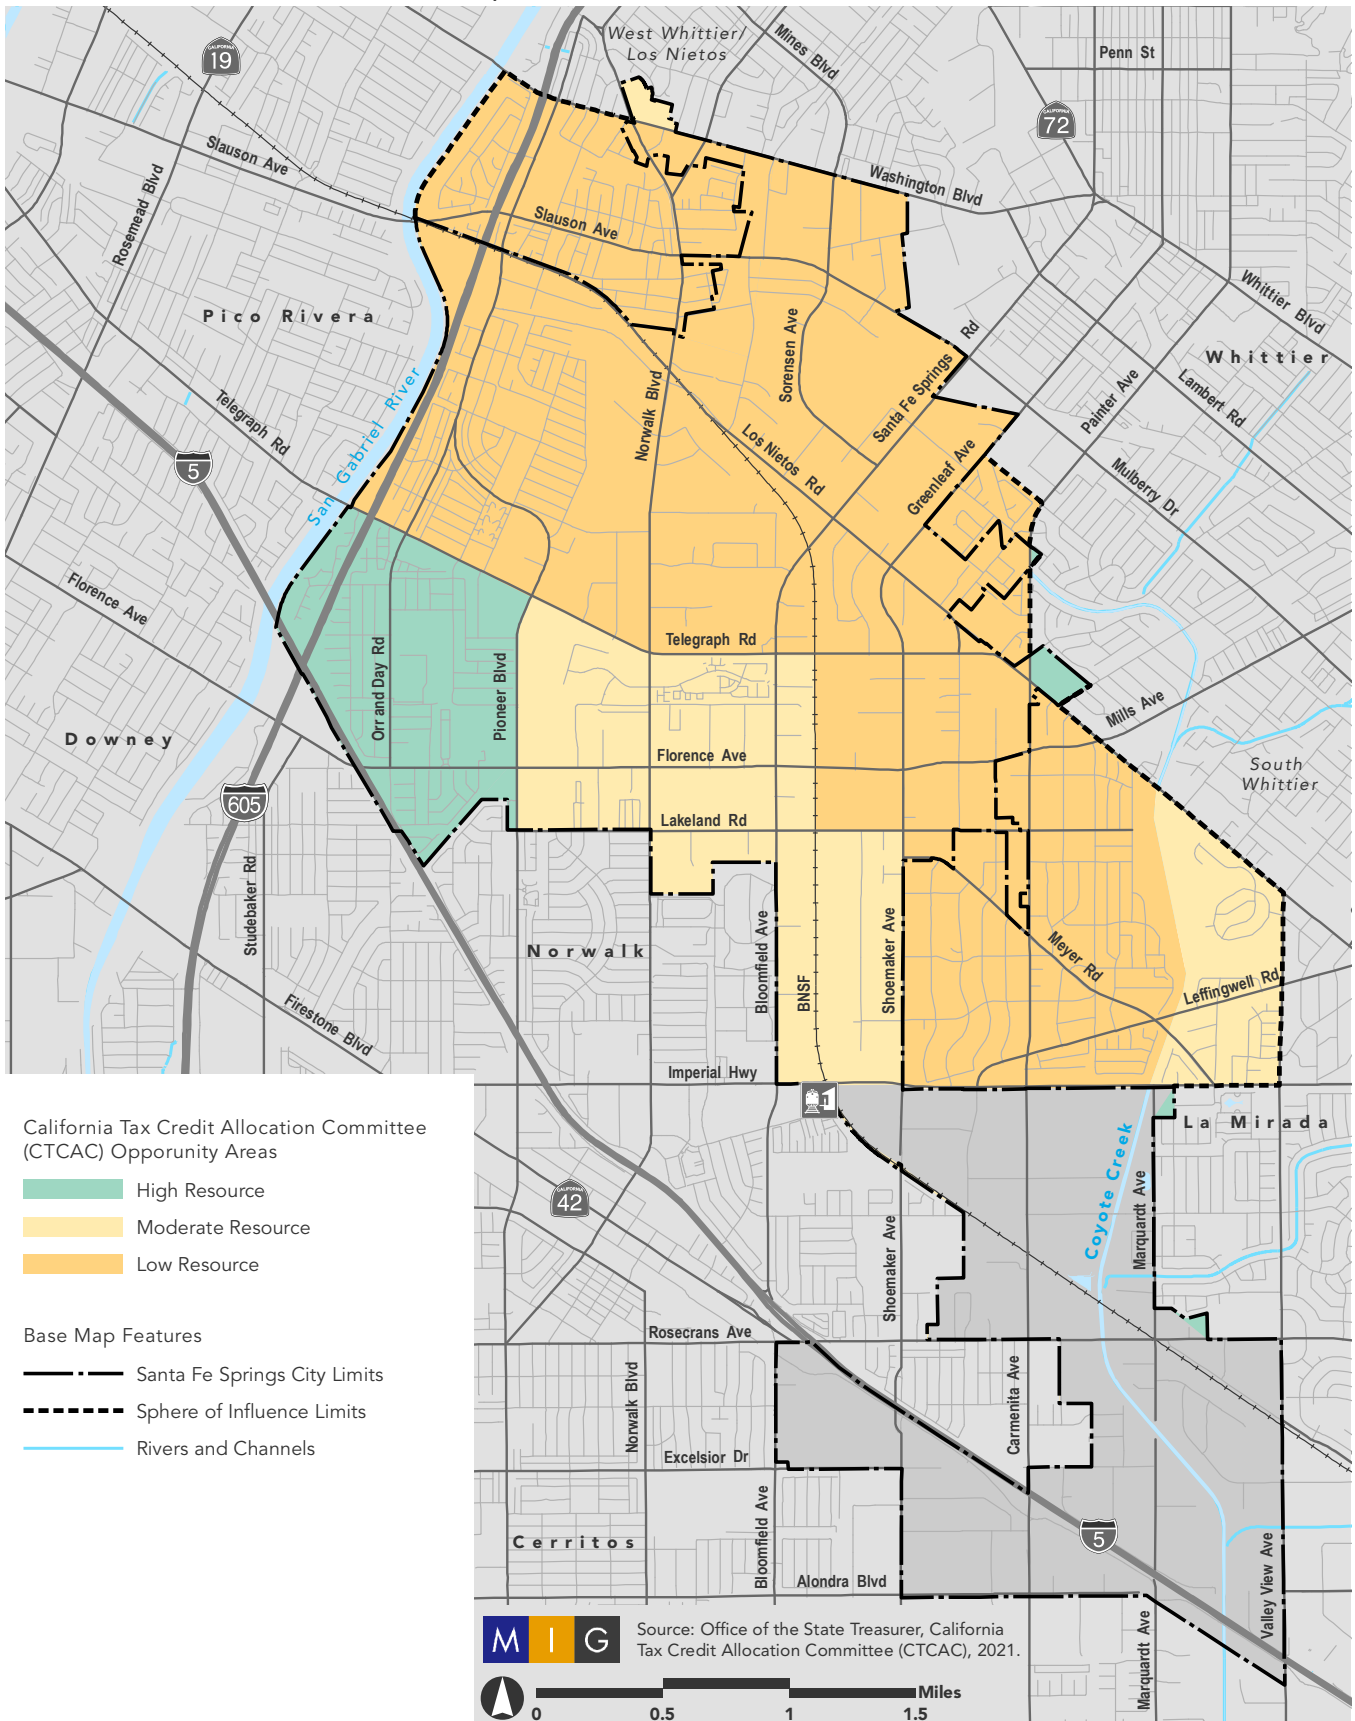 West Whittier/
Los Nietos
Mines Blvd
Penn St
CALIFORNIA
19
CALIFORNIA
72
Slauson Ave
Rosemead Blvd
Washington Blvd
Slauson Ave
Whittier Blvd
Pico Rivera
Whittier
Sorensen Ave
Santa Fe Springs Rd
Painter Ave
Lambert Rd
Norwalk Blvd
San Gabriel River
Telegraph Rd
Los Nietos Rd
Greenleaf Ave
Mulberry Dr
5
Florence Ave
Telegraph Rd
Orr and Day Rd
Pioneer Blvd
Mills Ave
Downey
Florence Ave
South
Whittier
605
Lakeland Rd
Studebaker Rd
Norwalk
Bloomfield Ave
BNSF
Shoemaker Ave
Meyer Rd
Leffingwell Rd
Firestone Blvd
Imperial Hwy
La Mirada
Coyote Creek
Marquardt Ave
CALIFORNIA
42
Shoemaker Ave
Rosecrans Ave
Norwalk Blvd
Carmenita Ave
Excelsior Dr
Bloomfield Ave
Cerritos
5
Alondra Blvd
Valley View Ave
Marquardt Ave
California Tax Credit Allocation Committee
(CTCAC) Opporunity Areas
High Resource
Moderate Resource
Low Resource
Base Map Features
Santa Fe Springs City Limits
Sphere of Influence Limits
Rivers and Channels
M I G
Source: Office of the State Treasurer, California
Tax Credit Allocation Committee (CTCAC), 2021.
Miles
0 0.5 1 1.5